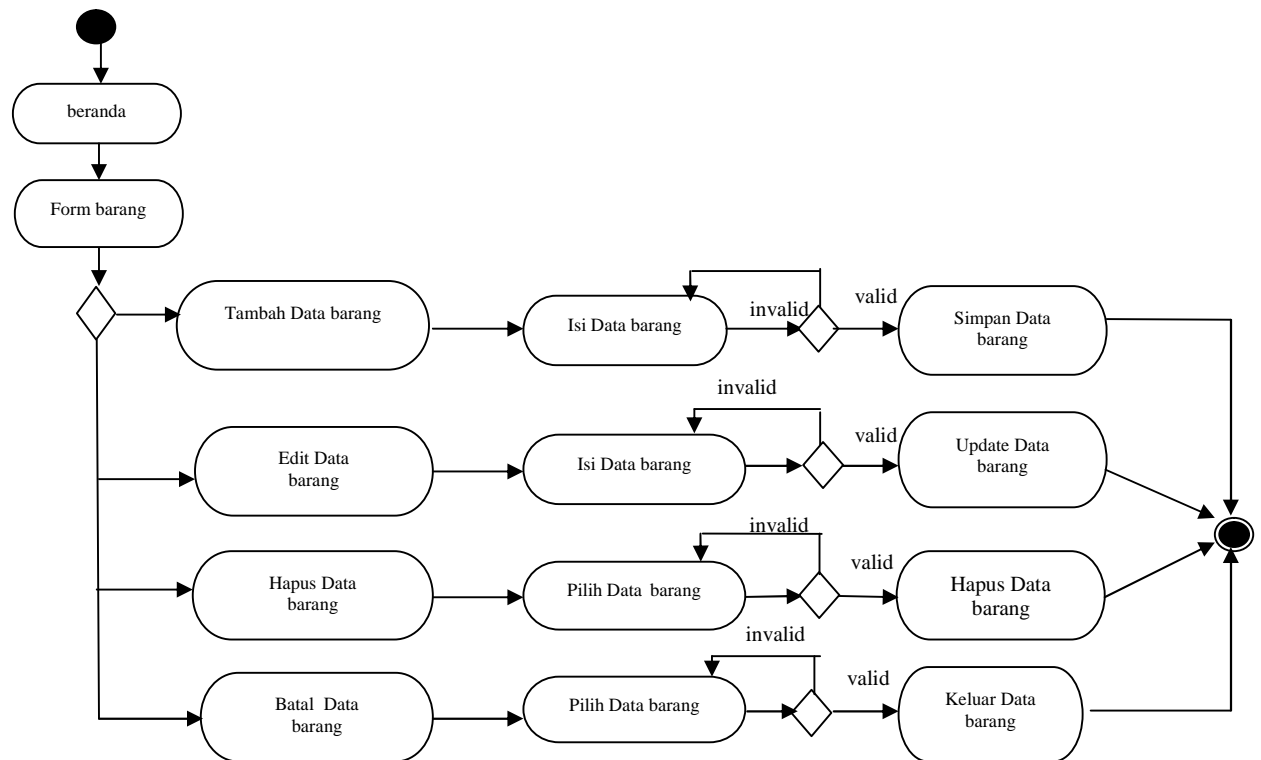 beranda
Form barang
Tambah Data barang
Isi Data barang
invalid
valid
Simpan Data
barang
Edit Data
barang
Isi Data barang
invalid
valid
Update Data
barang
Hapus Data
barang
Pilih Data barang
invalid
valid
Hapus Data
barang
Batal Data
barang
Pilih Data barang
invalid
valid
Keluar Data
barang